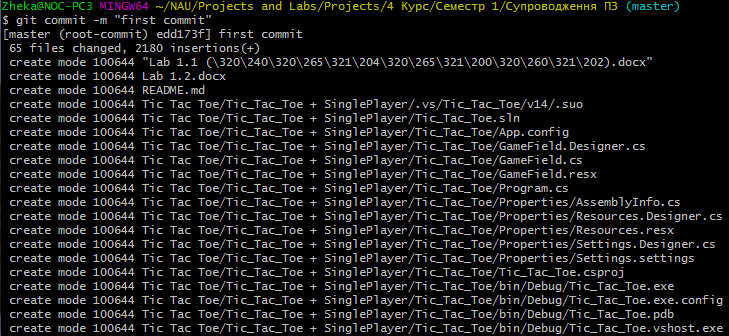 Zheka@NOC-PC3 MINGW64 ~/NAU/Projects and Labs/Projects/4 Курс/Семестр 1/Супроводження ПЗ (master)
$ git commit -m "first commit"
[master (root-commit) edd173f] first commit
 65 files changed, 2180 insertions(+)
 create mode 100644 "Lab 1.1 (\320\240\320\265\321\204\320\265\321\200\320\260\321\202).docx"
 create mode 100644 Lab 1.2.docx
 create mode 100644 README.md
 create mode 100644 Tic Tac Toe/Tic_Tac_Toe + SinglePlayer/.vs/Tic_Tac_Toe/v14/.suo
 create mode 100644 Tic Tac Toe/Tic_Tac_Toe + SinglePlayer/Tic_Tac_Toe.sln
 create mode 100644 Tic Tac Toe/Tic_Tac_Toe + SinglePlayer/Tic_Tac_Toe/App.config
 create mode 100644 Tic Tac Toe/Tic_Tac_Toe + SinglePlayer/Tic_Tac_Toe/GameField.Designer.cs
 create mode 100644 Tic Tac Toe/Tic_Tac_Toe + SinglePlayer/Tic_Tac_Toe/GameField.cs
 create mode 100644 Tic Tac Toe/Tic_Tac_Toe + SinglePlayer/Tic_Tac_Toe/GameField.resx
 create mode 100644 Tic Tac Toe/Tic_Tac_Toe + SinglePlayer/Tic_Tac_Toe/Program.cs
 create mode 100644 Tic Tac Toe/Tic_Tac_Toe + SinglePlayer/Tic_Tac_Toe/Properties/AssemblyInfo.cs
 create mode 100644 Tic Tac Toe/Tic_Tac_Toe + SinglePlayer/Tic_Tac_Toe/Properties/Resources.Designer.cs
 create mode 100644 Tic Tac Toe/Tic_Tac_Toe + SinglePlayer/Tic_Tac_Toe/Properties/Resources.resx
 create mode 100644 Tic Tac Toe/Tic_Tac_Toe + SinglePlayer/Tic_Tac_Toe/Properties/Settings.Designer.cs
 create mode 100644 Tic Tac Toe/Tic_Tac_Toe + SinglePlayer/Tic_Tac_Toe/Properties/Settings.settings
 create mode 100644 Tic Tac Toe/Tic_Tac_Toe + SinglePlayer/Tic_Tac_Toe/Tic_Tac_Toe.csproj
 create mode 100644 Tic Tac Toe/Tic_Tac_Toe + SinglePlayer/Tic_Tac_Toe/bin/Debug/Tic_Tac_Toe.exe
 create mode 100644 Tic Tac Toe/Tic_Tac_Toe + SinglePlayer/Tic_Tac_Toe/bin/Debug/Tic_Tac_Toe.exe.config
 create mode 100644 Tic Tac Toe/Tic_Tac_Toe + SinglePlayer/Tic_Tac_Toe/bin/Debug/Tic_Tac_Toe.pdb
 create mode 100644 Tic Tac Toe/Tic_Tac_Toe + SinglePlayer/Tic_Tac_Toe/bin/Debug/Tic_Tac_Toe.vshost.exe